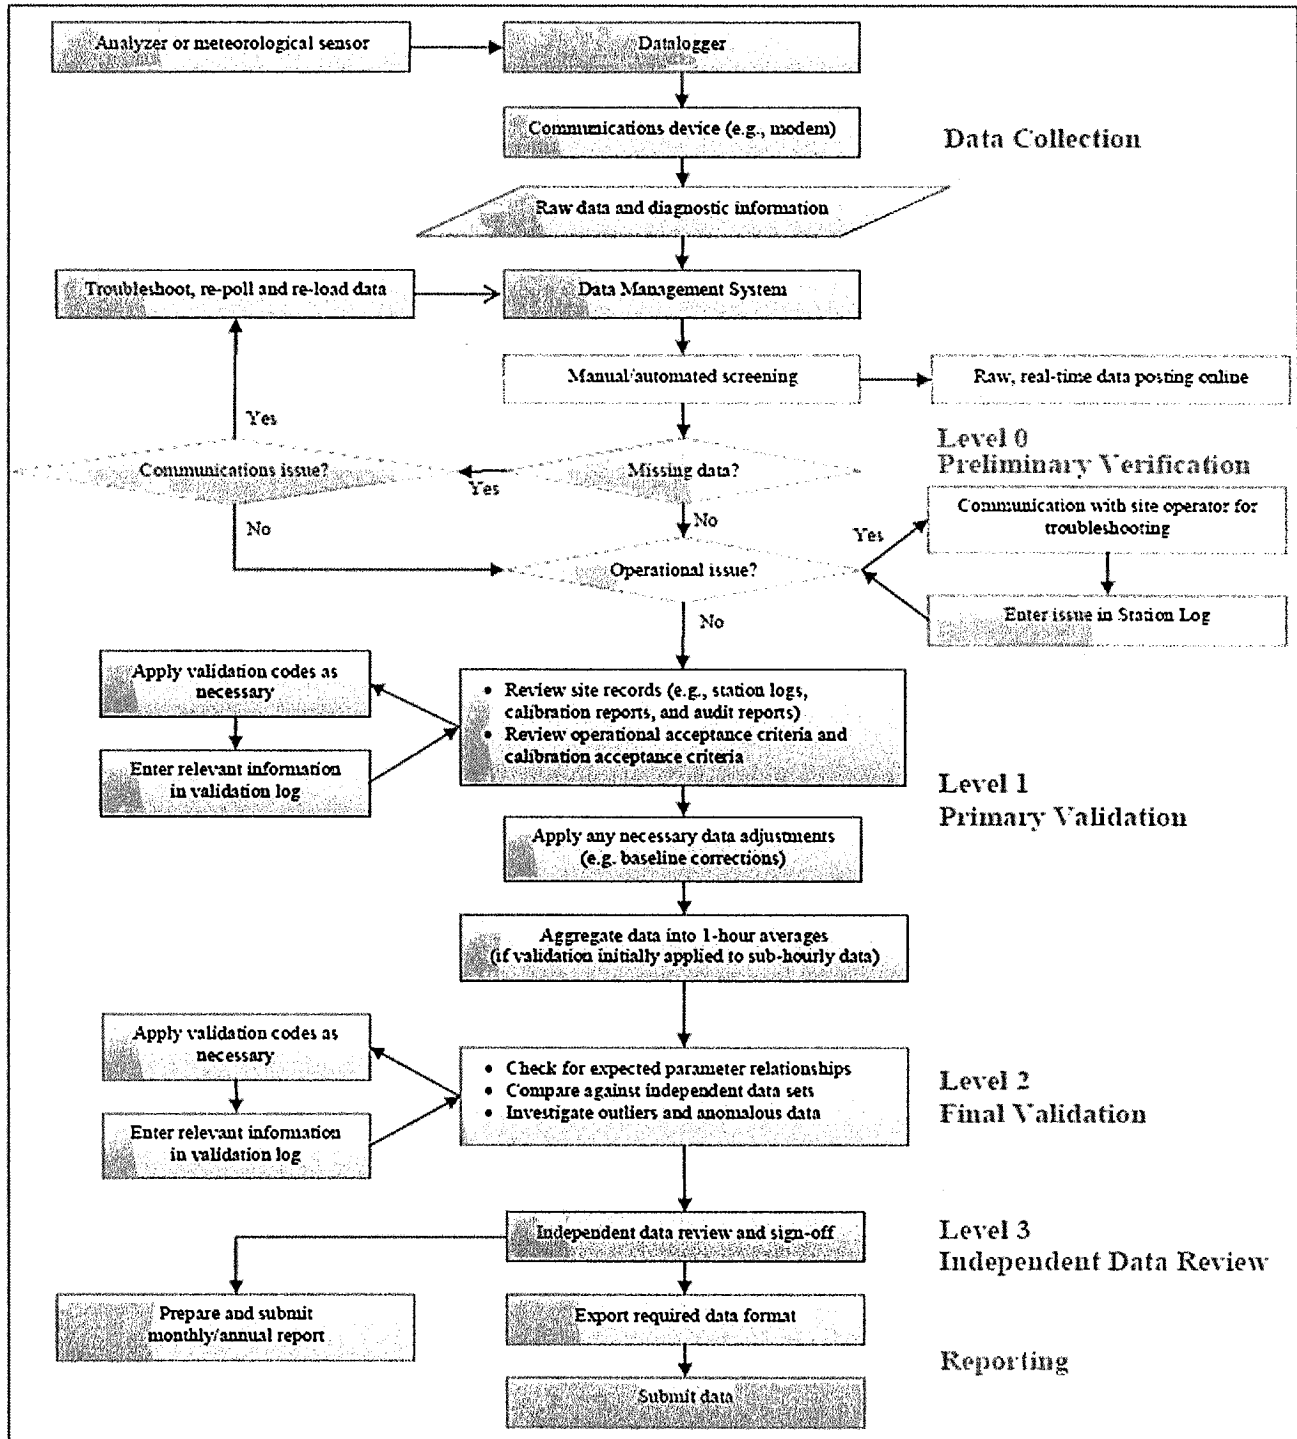 Analyzer or meteorological sensor
Datalogger
Communications device (e.g., modem)
Data Collection
Raw data and diagnostic information
Troubleshoot, re-poll and re-load data
Data Management System
Manual/automated screening
Raw, real-time data posting online
Yes
Level 0
Preliminary Verification
Communications issue?
Yes
Missing data?
No
No
Yes
Communication with site operator for
troubleshooting
Operational issue?
Enter issue in Station Log
No
Apply validation codes as
necessary
Enter relevant information
in validation log
• Review site records (e.g., station logs,
calibration reports, and audit reports)
• Review operational acceptance criteria and
calibration acceptance criteria
Level 1
Primary Validation
Apply any necessary data adjustments
(e.g. baseline corrections)
Aggregate data into 1-hour averages
(if validation initially applied to sub-hourly data)
Apply validation codes as
necessary
Enter relevant information
in validation log
• Check for expected parameter relationships
• Compare against independent data sets
• Investigate outliers and anomalous data
Level 2
Final Validation
Independent data review and sign-off
Level 3
Independent Data Review
Prepare and submit
monthly/annual report
Export required data format
Reporting
Submit data